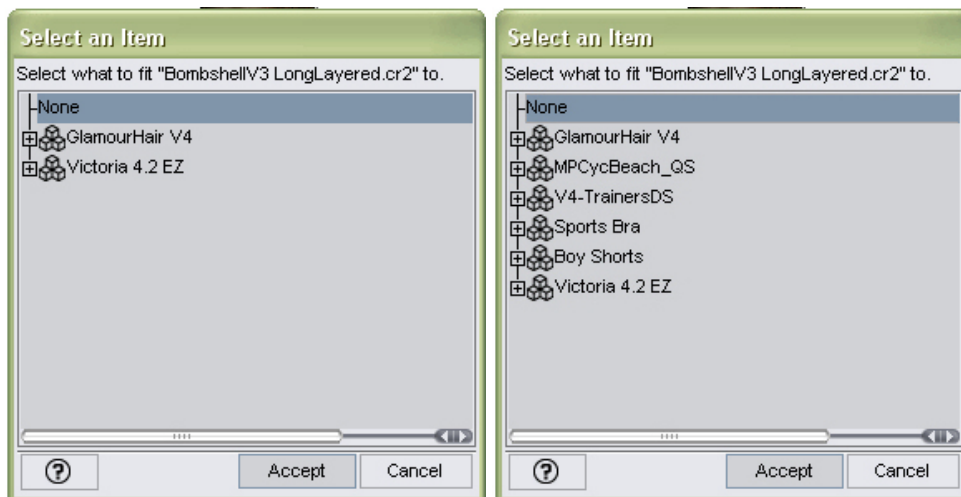 Select an Item
Select what to fit "BombshellV3 LongLayered.cr2" to.
None
GlamourHair V4
Victoria 4.2 EZ
?
Accept
Cancel
Select an Item
Select what to fit "BombshellV3 LongLayered.cr2" to.
None
GlamourHair V4
MPCycBeach_QS
V4-TrainersDS
Sports Bra
Boy Shorts
Victoria 4.2 EZ
?
Accept
Cancel